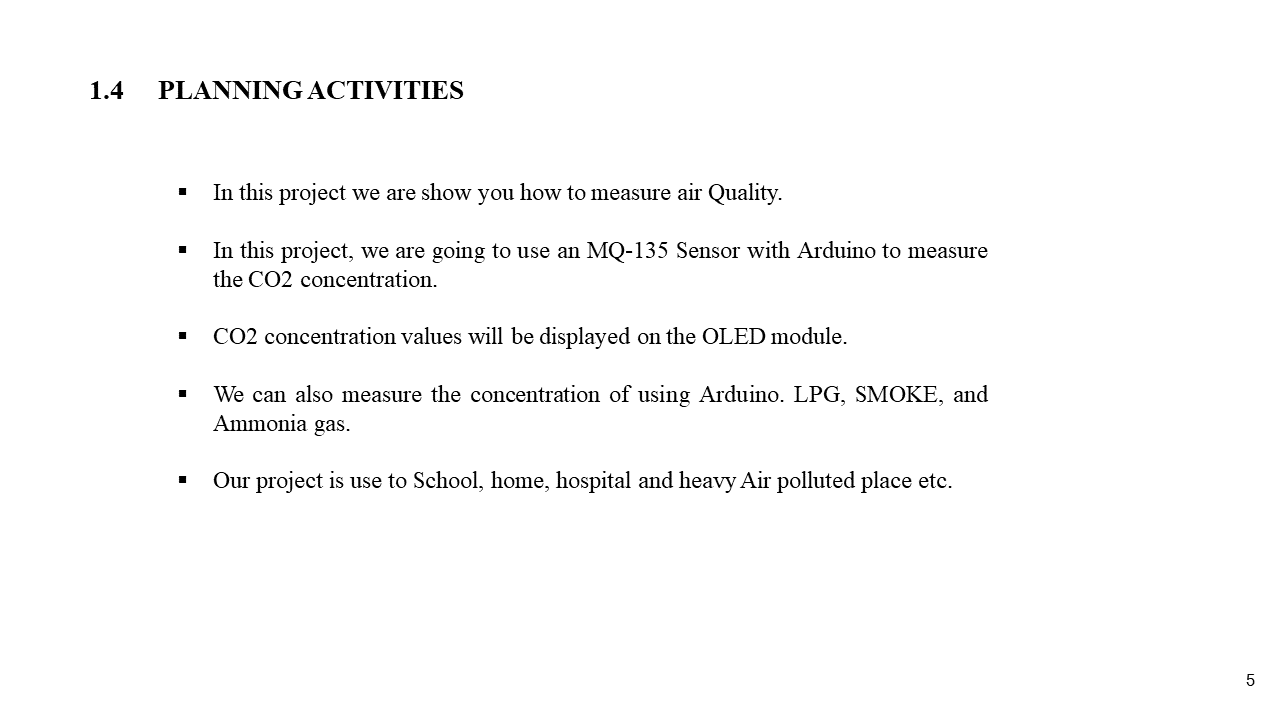 1.4 PLANNING ACTIVITIES
▪ In this project we are show you how to measure air Quality.
▪ In this project, we are going to use an MQ-135 Sensor with Arduino to measure
the CO2 concentration.
▪ CO2 concentration values will be displayed on the OLED module.
▪ We can also measure the concentration of using Arduino. LPG, SMOKE, and
Ammonia gas.
▪ Our project is use to School, home, hospital and heavy Air polluted place etc.
5